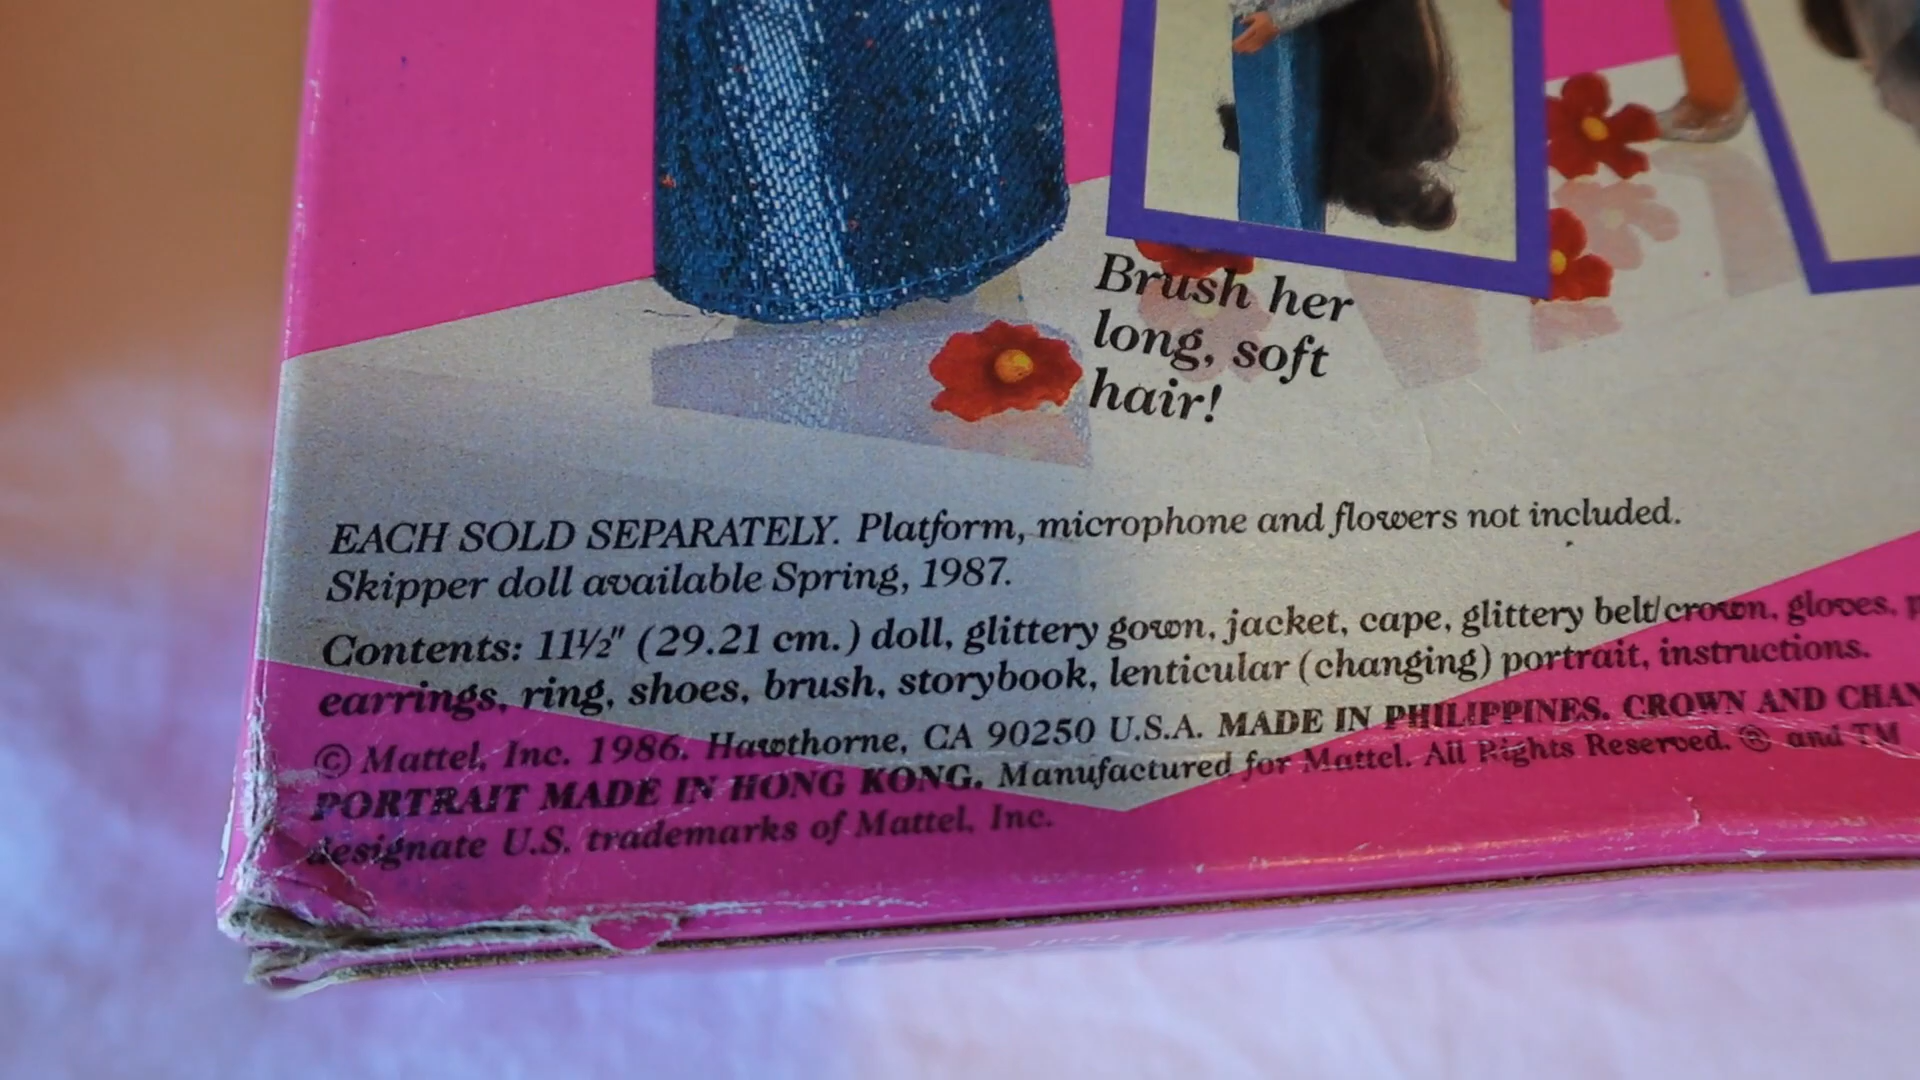 Brush her
long, soft
hair!
EACH SOLD SEPARATELY. Platform, microphone and flowers not included.
Skipper doll available Spring, 1987.
Contents: 11½" (29.21 cm.) doll, glittery gown, jacket, cape, glittery belt/crown, gloves,
earrings, ring, shoes, brush, storybook, lenticular (changing) portrait, instructions.
© Mattel, Inc. 1986. Hawthorne, CA 90250 U.S.A. MADE IN PHILIPPINES. CROWN AND
PORTRAIT MADE IN HONG KONG. Manufactured for Mattel. All Rights Reserved. ® and TM
designate U.S. trademarks of Mattel, Inc.